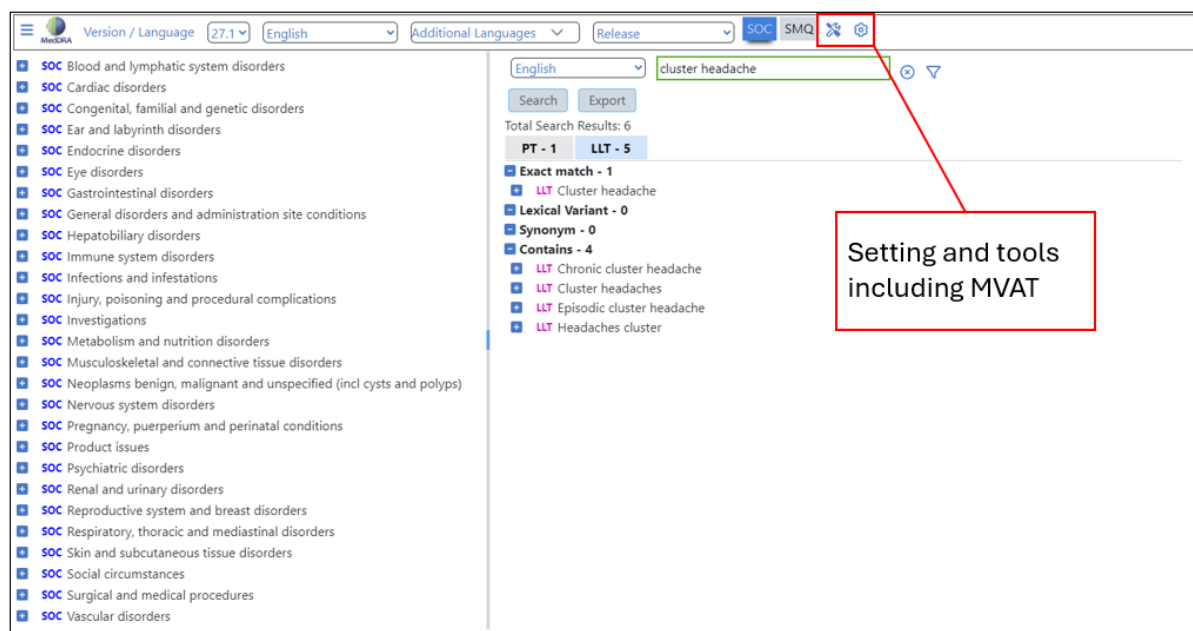 MedDRA Version / Language 27.1 English Additional Languages Release SOC SMQ
SOC Blood and lymphatic system disorders
SOC Cardiac disorders
SOC Congenital, familial and genetic disorders
SOC Ear and labyrinth disorders
SOC Endocrine disorders
SOC Eye disorders
SOC Gastrointestinal disorders
SOC General disorders and administration site conditions
SOC Hepatobiliary disorders
SOC Immune system disorders
SOC Infections and infestations
SOC Injury, poisoning and procedural complications
SOC Investigations
SOC Metabolism and nutrition disorders
SOC Musculoskeletal and connective tissue disorders
SOC Neoplasms benign, malignant and unspecified (incl cysts and polyps)
SOC Nervous system disorders
SOC Pregnancy, puerperium and perinatal conditions
SOC Product issues
SOC Psychiatric disorders
SOC Renal and urinary disorders
SOC Reproductive system and breast disorders
SOC Respiratory, thoracic and mediastinal disorders
SOC Skin and subcutaneous tissue disorders
SOC Social circumstances
SOC Surgical and medical procedures
SOC Vascular disorders
English cluster headache
Search Export
Total Search Results: 6
PT - 1 LLT - 5
Exact match - 1
LLT Cluster headache
Lexical Variant - 0
Synonym - 0
Contains - 4
LLT Chronic cluster headache
LLT Cluster headaches
LLT Episodic cluster headache
LLT Headaches cluster
Setting and tools
including MVAT